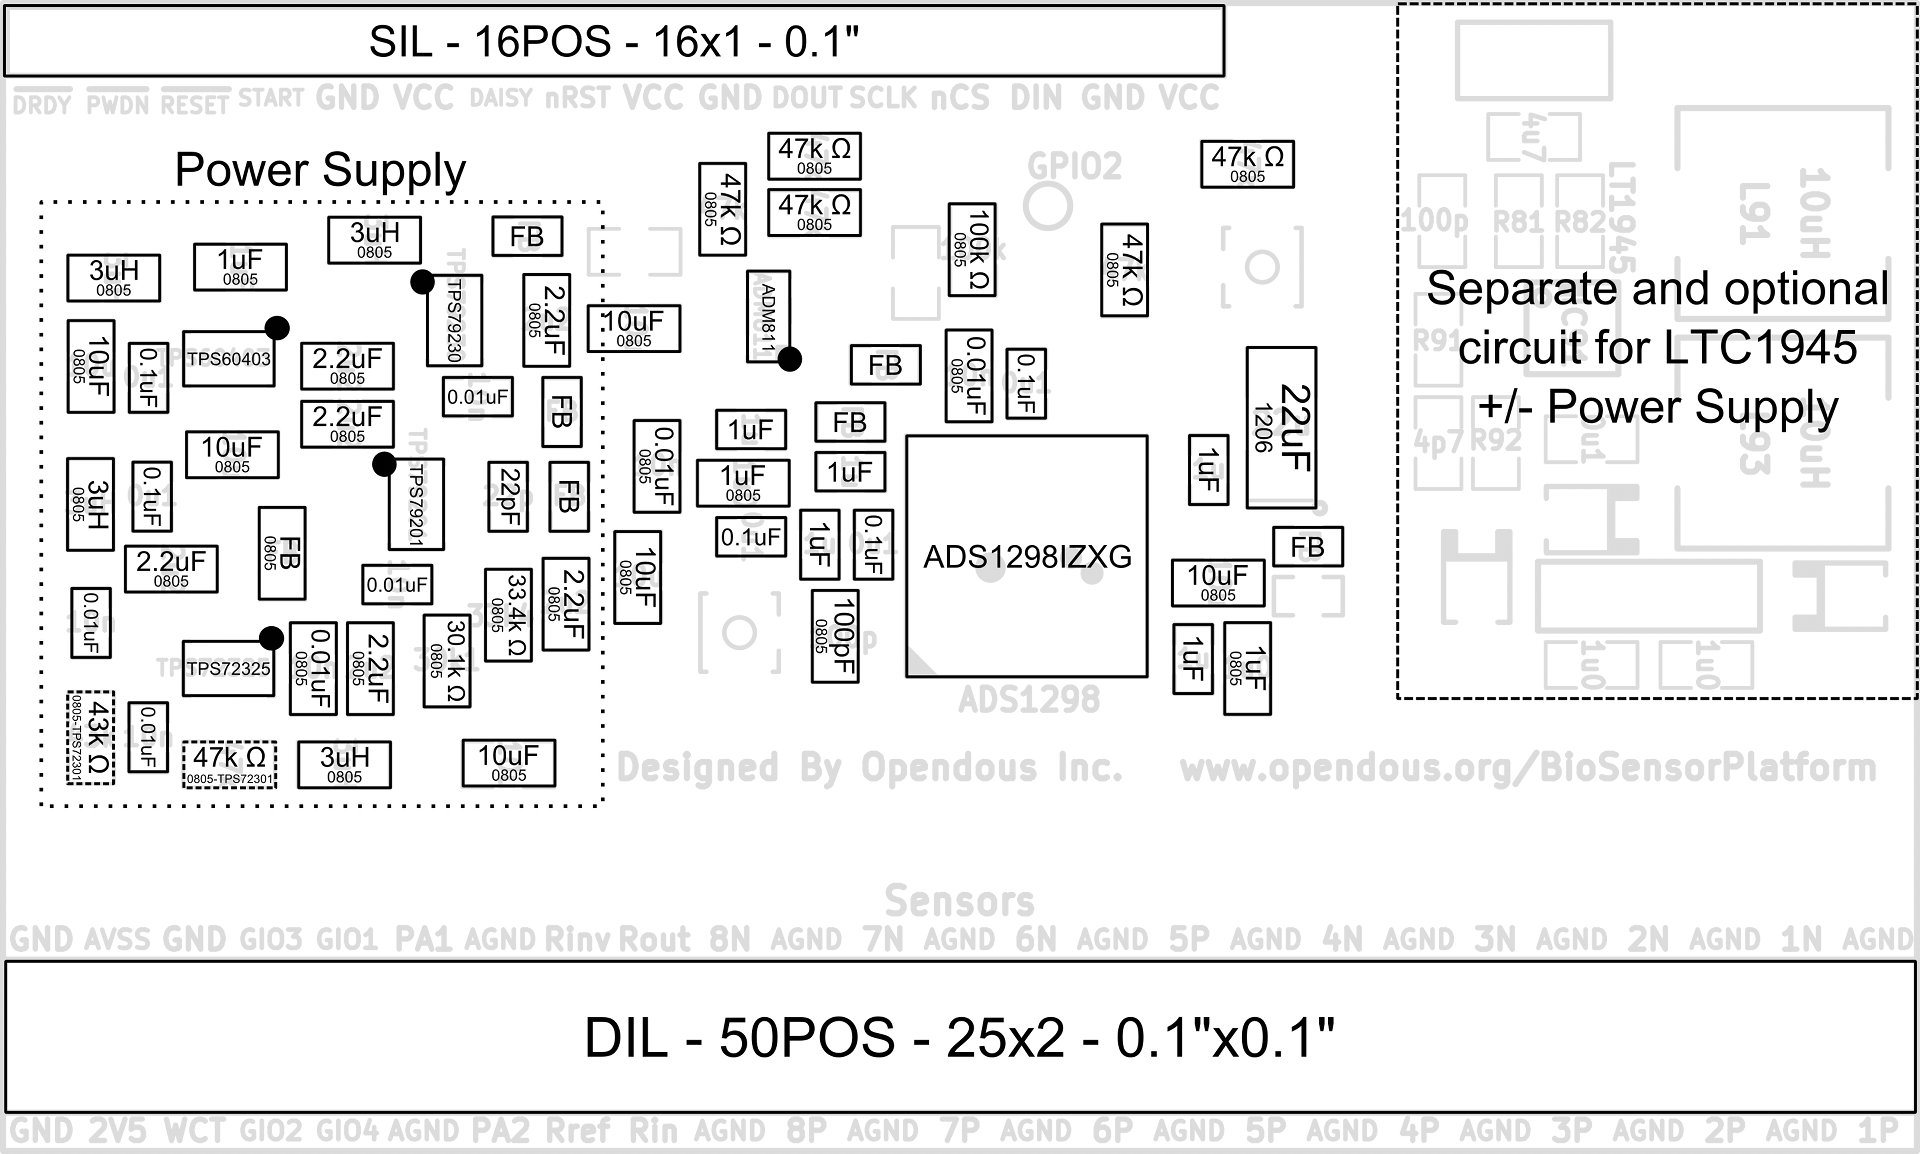 SIL - 16POS - 16x1 - 0.1"
DRDY PWDN RESET START GND VCC DAISY nRST VCC GND DOUT SCLK nCS DIN GND VCC
Power Supply
3uH
0805
1uF
0805
3uH
0805
FB
10uF
0805
0.1uF
TPS60403
2.2uF
0805
TPS79230
2.2uF
0805
10uF
0805
0.01uF
FB
2.2uF
0805
10uF
0805
3uH
0805
0.1uF
TPS79201
22pF
FB
FB
0805
2.2uF
0805
0.01uF
33.4k Ω
0805
2.2uF
0805
0.01uF
TPS72325
0.01uF
0805
2.2uF
0805
30.1k Ω
0805
43k Ω
0805-TPS72301
0.01uF
47k Ω
0805-TPS72301
3uH
0805
10uF
0805
47k Ω
0805
47k Ω
0805
47k Ω
0805
ADM811
GPIO2
100k Ω
0805
47k Ω
0805
47k Ω
0805
FB
0.01uF
0805
0.1uF
0.01uF
0805
1uF
FB
1uF
0805
1uF
0.1uF
1uF
0.1uF
10uF
0805
100pF
0805
ADS1298IZXG
ADS1298
22uF
1206
1uF
FB
10uF
0805
1uF
1uF
0805
4u7
LT1945
100p
R81
R82
L91
10uH
Separate and optional
circuit for LTC1945
+/- Power Supply
R91
4p7
R92
0u1
L93
10uH
1u0
1u0
Designed By Opendous Inc. www.opendous.org/BioSensorPlatform
Sensors
GND AVSS GND GIO3 GIO1 PA1 AGND Rinv Rout 8N AGND 7N AGND 6N AGND 5P AGND 4N AGND 3N AGND 2N AGND 1N AGND
DIL - 50POS - 25x2 - 0.1"x0.1"
GND 2V5 WCT GIO2 GIO4 AGND PA2 Rref Rin AGND 8P AGND 7P AGND 6P AGND 5P AGND 4P AGND 3P AGND 2P AGND 1P